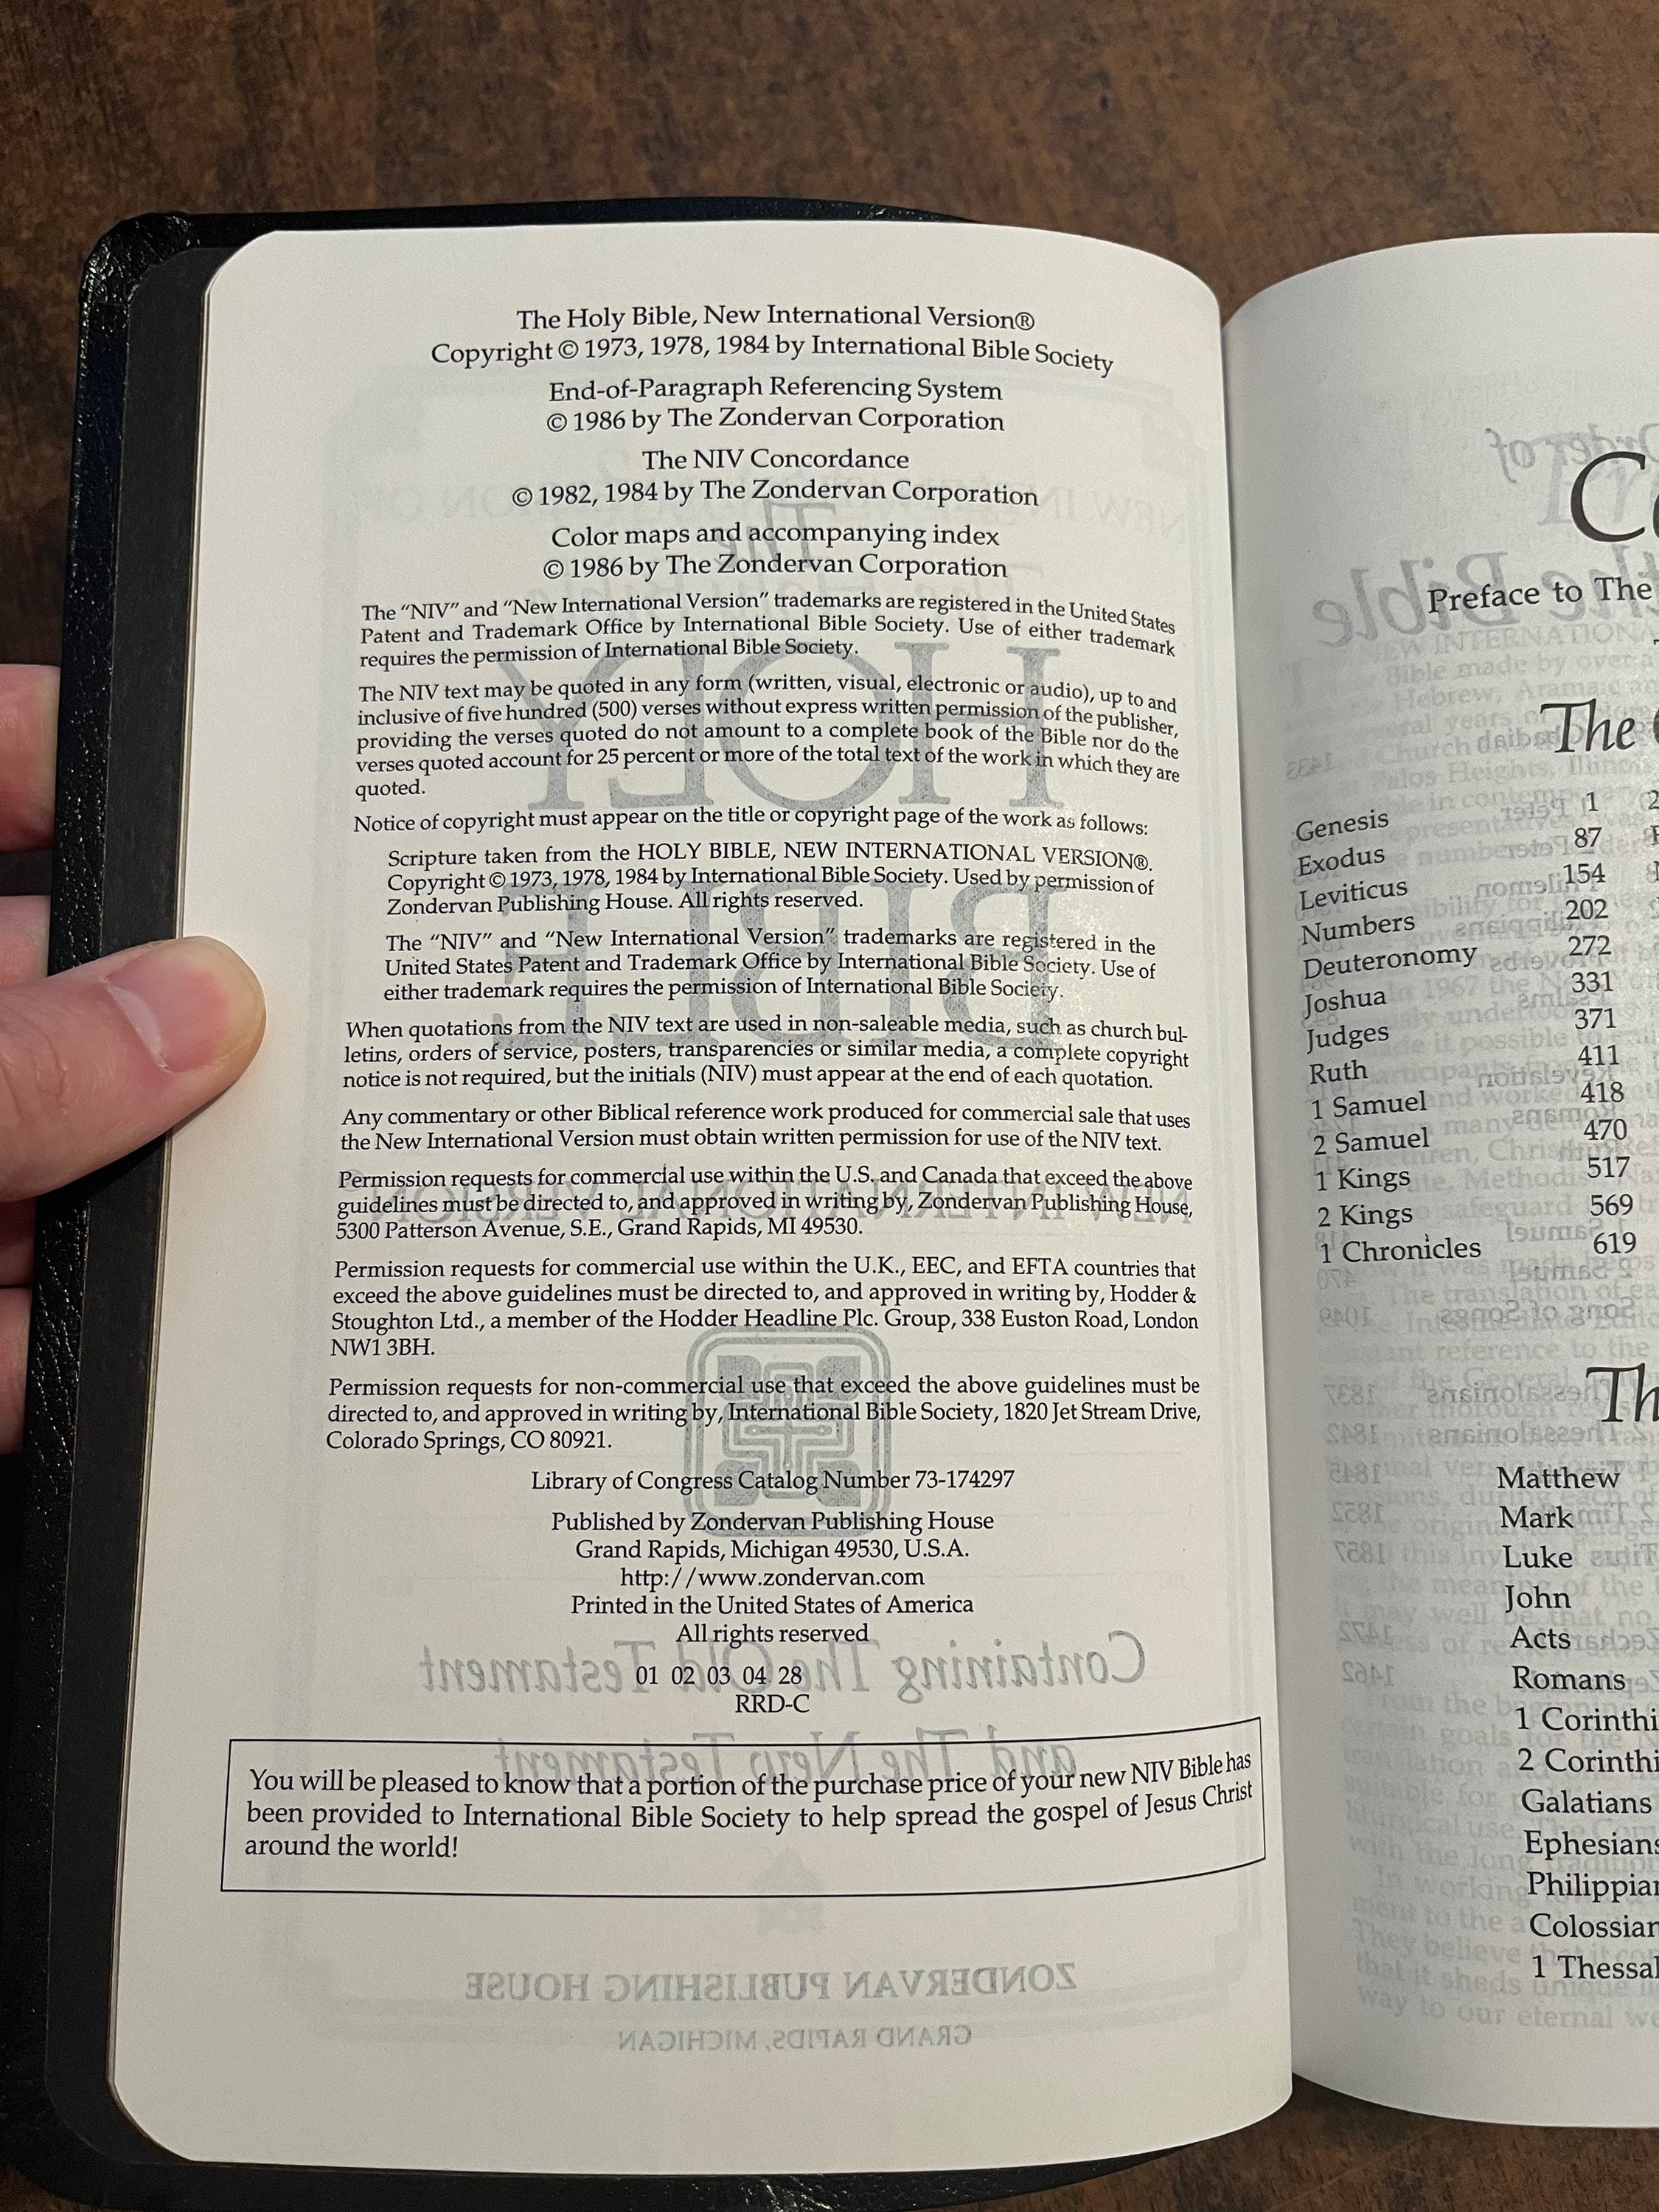 The Holy Bible, New International Version®
Copyright © 1973, 1978, 1984 by International Bible Society
End-of-Paragraph Referencing System
© 1986 by The Zondervan Corporation
The NIV Concordance
© 1982, 1984 by The Zondervan Corporation
Color maps and accompanying index
© 1986 by The Zondervan Corporation
The “NIV” and “New International Version” trademarks are registered in the United States
Patent and Trademark Office by International Bible Society. Use of either trademark
requires the permission of International Bible Society.
The NIV text may be quoted in any form (written, visual, electronic or audio), up to and
inclusive of five hundred (500) verses without express written permission of the publisher,
providing the verses quoted do not amount to a complete book of the Bible nor do the
verses quoted account for 25 percent or more of the total text of the work in which they are
quoted.
Notice of copyright must appear on the title or copyright page of the work as follows:
Scripture taken from the HOLY BIBLE, NEW INTERNATIONAL VERSION®.
Copyright © 1973, 1978, 1984 by International Bible Society. Used by permission of
Zondervan Publishing House. All rights reserved.
The “NIV” and “New International Version” trademarks are registered in the
United States Patent and Trademark Office by International Bible Society. Use of
either trademark requires the permission of International Bible Society.
When quotations from the NIV text are used in non-saleable media, such as church bul-
letins, orders of service, posters, transparencies or similar media, a complete copyright
notice is not required, but the initials (NIV) must appear at the end of each quotation.
Any commentary or other Biblical reference work produced for commercial sale that uses
the New International Version must obtain written permission for use of the NIV text.
Permission requests for commercial use within the U.S. and Canada that exceed the above
guidelines must be directed to, and approved in writing by, Zondervan Publishing House,
5300 Patterson Avenue, S.E., Grand Rapids, MI 49530.
Permission requests for commercial use within the U.K., EEC, and EFTA countries that
exceed the above guidelines must be directed to, and approved in writing by, Hodder &
Stoughton Ltd., a member of the Hodder Headline Plc. Group, 338 Euston Road, London
NW1 3BH.
Permission requests for non-commercial use that exceed the above guidelines must be
directed to, and approved in writing by, International Bible Society, 1820 Jet Stream Drive,
Colorado Springs, CO 80921.
Library of Congress Catalog Number 73-174297
Published by Zondervan Publishing House
Grand Rapids, Michigan 49530, U.S.A.
http://www.zondervan.com
Printed in the United States of America
All rights reserved
01 02 03 04 28
RRD-C
You will be pleased to know that a portion of the purchase price of your new NIV Bible has
been provided to International Bible Society to help spread the gospel of Jesus Christ
around the world!
Preface to The
The
Genesis 1
Exodus 87
Leviticus 154
Numbers 202
Deuteronomy 272
Joshua 331
Judges 371
Ruth 411
1 Samuel 418
2 Samuel 470
1 Kings 517
2 Kings 569
1 Chronicles 619
Matthew
Mark
Luke
John
Acts
Romans
1
2
Galatians
Ephesians
1